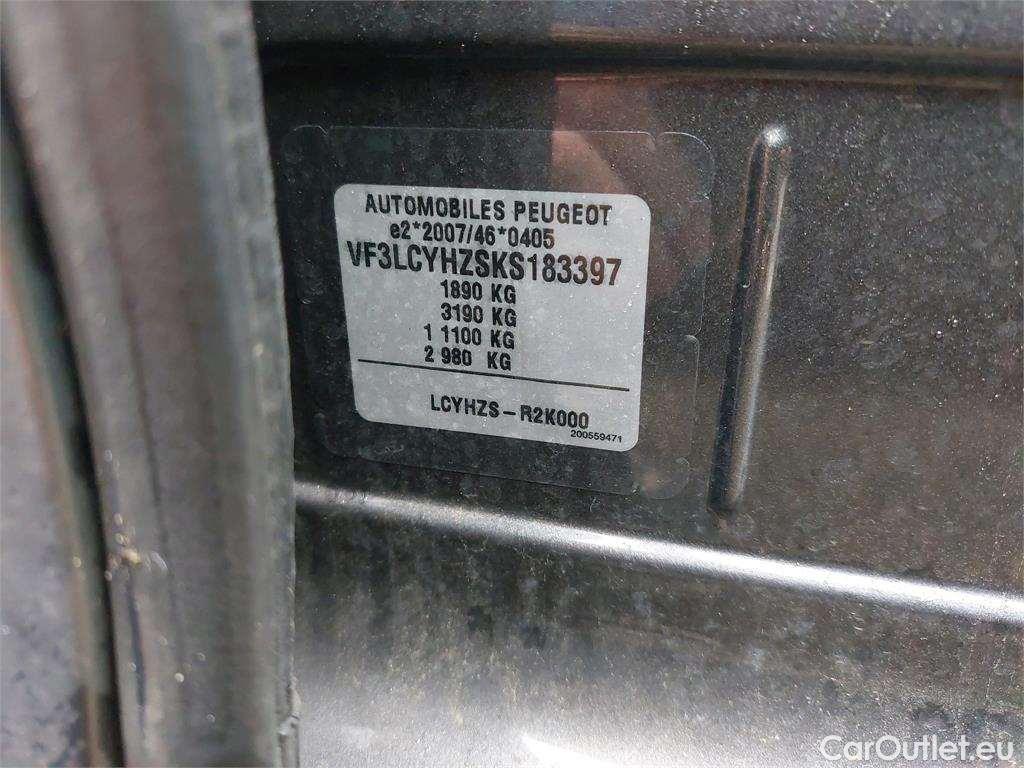 AUTOMOBILES PEUGEOT
e2*2007/46*0405
VF3LCYHZSKS183397
1890 KG
3190 KG
1 1100 KG
2 980 KG
LCYHZS-R2K000
200559471
CarOutlet.eu